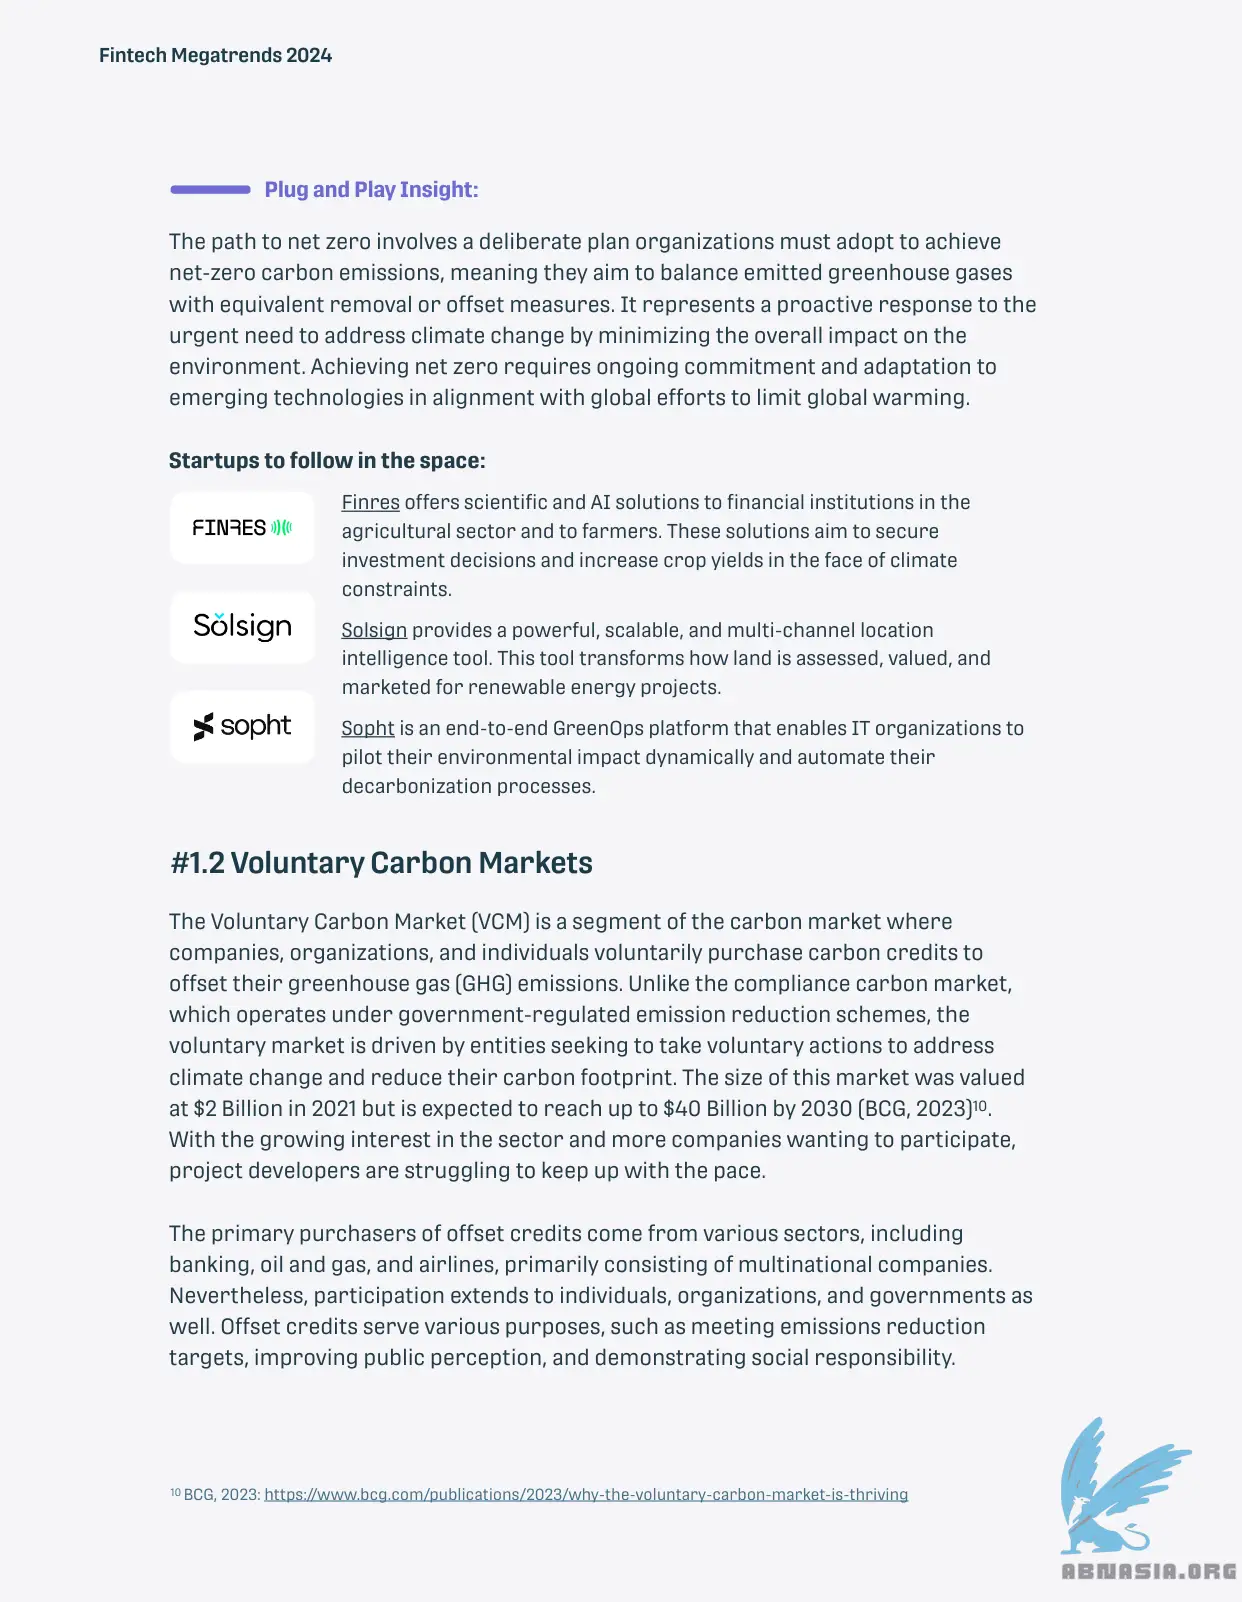 Fintech Megatrends 2024
Plug and Play Insight:
The path to net zero involves a deliberate plan organizations must adopt to achieve
net-zero carbon emissions, meaning they aim to balance emitted greenhouse gases
with equivalent removal or offset measures. It represents a proactive response to the
urgent need to address climate change by minimizing the overall impact on the
environment. Achieving net zero requires ongoing commitment and adaptation to
emerging technologies in alignment with global efforts to limit global warming.
Startups to follow in the space:
FINRES
Finres offers scientific and AI solutions to financial institutions in the
agricultural sector and to farmers. These solutions aim to secure
investment decisions and increase crop yields in the face of climate
constraints.
Solsign
Solsign provides a powerful, scalable, and multi-channel location
intelligence tool. This tool transforms how land is assessed, valued, and
marketed for renewable energy projects.
sopht
Sopht is an end-to-end GreenOps platform that enables IT organizations to
pilot their environmental impact dynamically and automate their
decarbonization processes.
#1.2 Voluntary Carbon Markets
The Voluntary Carbon Market (VCM) is a segment of the carbon market where
companies, organizations, and individuals voluntarily purchase carbon credits to
offset their greenhouse gas (GHG) emissions. Unlike the compliance carbon market,
which operates under government-regulated emission reduction schemes, the
voluntary market is driven by entities seeking to take voluntary actions to address
climate change and reduce their carbon footprint. The size of this market was valued
at $2 Billion in 2021 but is expected to reach up to $40 Billion by 2030 (BCG, 2023)¹⁰.
With the growing interest in the sector and more companies wanting to participate,
project developers are struggling to keep up with the pace.
The primary purchasers of offset credits come from various sectors, including
banking, oil and gas, and airlines, primarily consisting of multinational companies.
Nevertheless, participation extends to individuals, organizations, and governments as
well. Offset credits serve various purposes, such as meeting emissions reduction
targets, improving public perception, and demonstrating social responsibility.
¹⁰ BCG, 2023: https://www.bcg.com/publications/2023/why-the-voluntary-carbon-market-is-thriving
ABNASIA.ORG